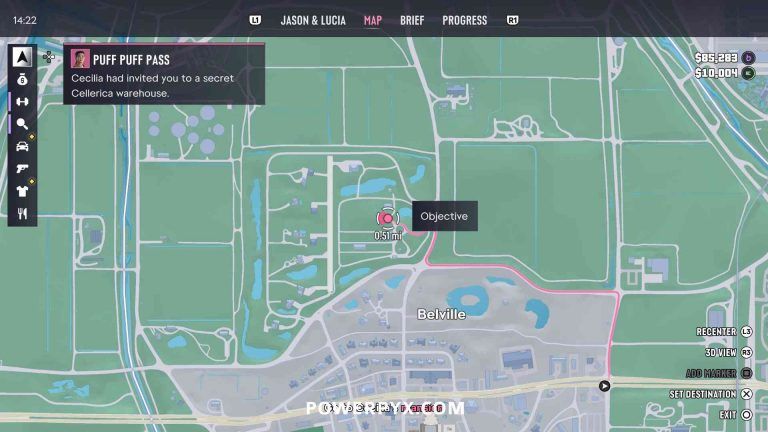 14:22
L1 JASON & LUCIA MAP BRIEF PROGRESS R1
PUFF PUFF PASS
Cecilia had invited you to a secret
Cellerica warehouse.
$85,283
$10,004
Objective
0.51 mi
Belville
RECENTER L3
3D VIEW R3
ADD MARKER
SET DESTINATION
EXIT
POWERPYX.COM